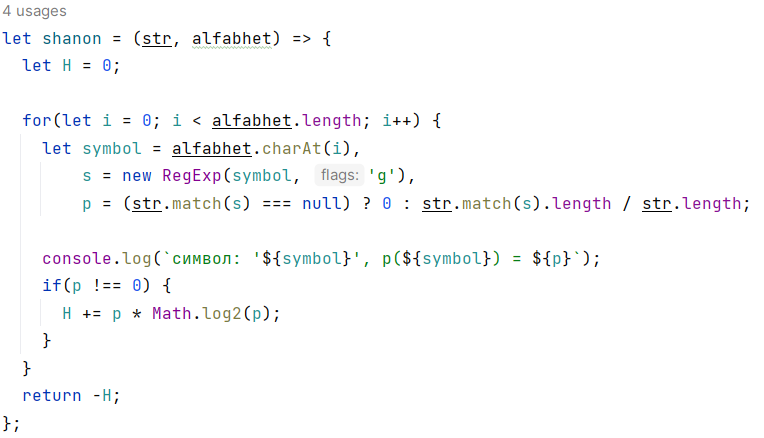 4 usages
let shanon = (str, alfabhet) => {
let H = 0;
for(let i = 0; i < alfabhet.length; i++) {
let symbol = alfabhet.charAt(i),
s = new RegExp(symbol, flags: 'g'),
p = (str.match(s) === null) ? 0 : str.match(s).length / str.length;
console.log(`символ: '${symbol}', p(${symbol}) = ${p}`);
if(p !== 0) {
H += p * Math.log2(p);
}
}
return -H;
};